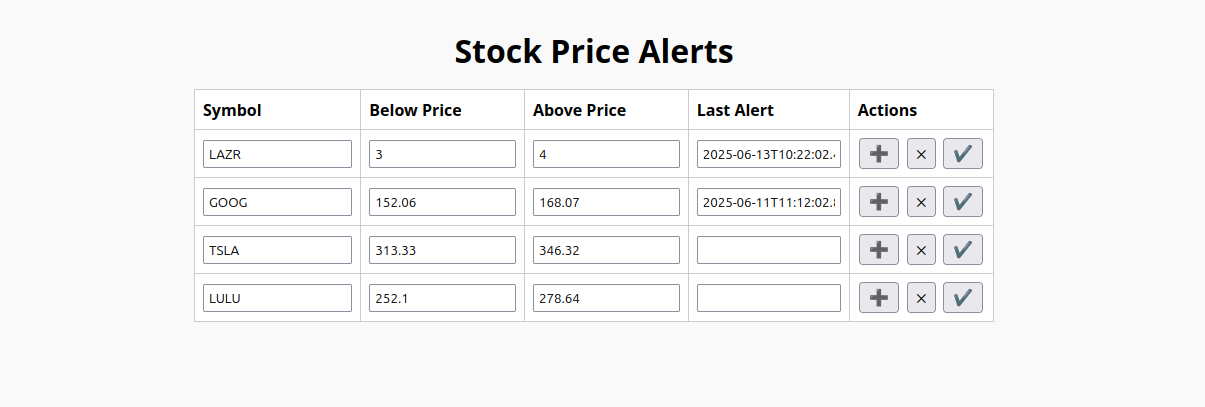 Stock Price Alerts
Symbol Below Price Above Price Last Alert Actions
LAZR 3 4 2025-06-13T10:22:02. ➕ × ✔
GOOG 152.06 168.07 2025-06-11T11:12:02. ➕ × ✔
TSLA 313.33 346.32 ➕ × ✔
LULU 252.1 278.64 ➕ × ✔